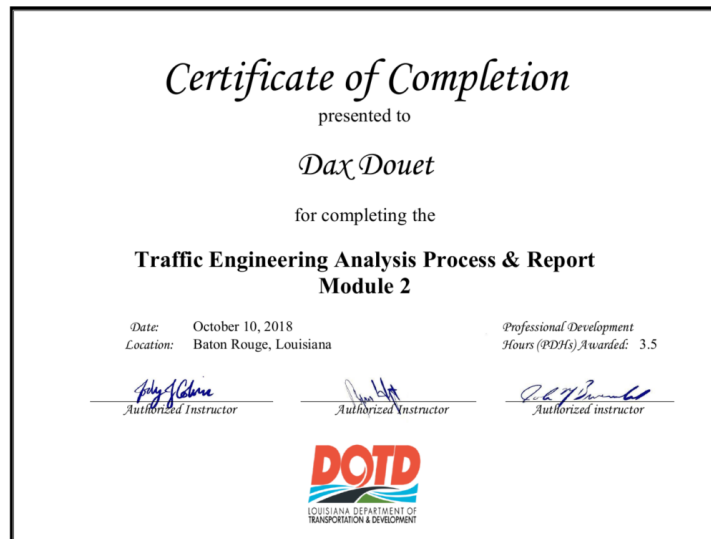 Certificate of Completion
presented to
Dax Douet
for completing the
Traffic Engineering Analysis Process & Report
Module 2
Date: October 10, 2018
Location: Baton Rouge, Louisiana
Professional Development
Hours (PDHs) Awarded: 3.5
Authorized Instructor
Authorized Instructor
Authorized instructor
DOTD
LOUISIANA DEPARTMENT OF
TRANSPORTATION & DEVELOPMENT